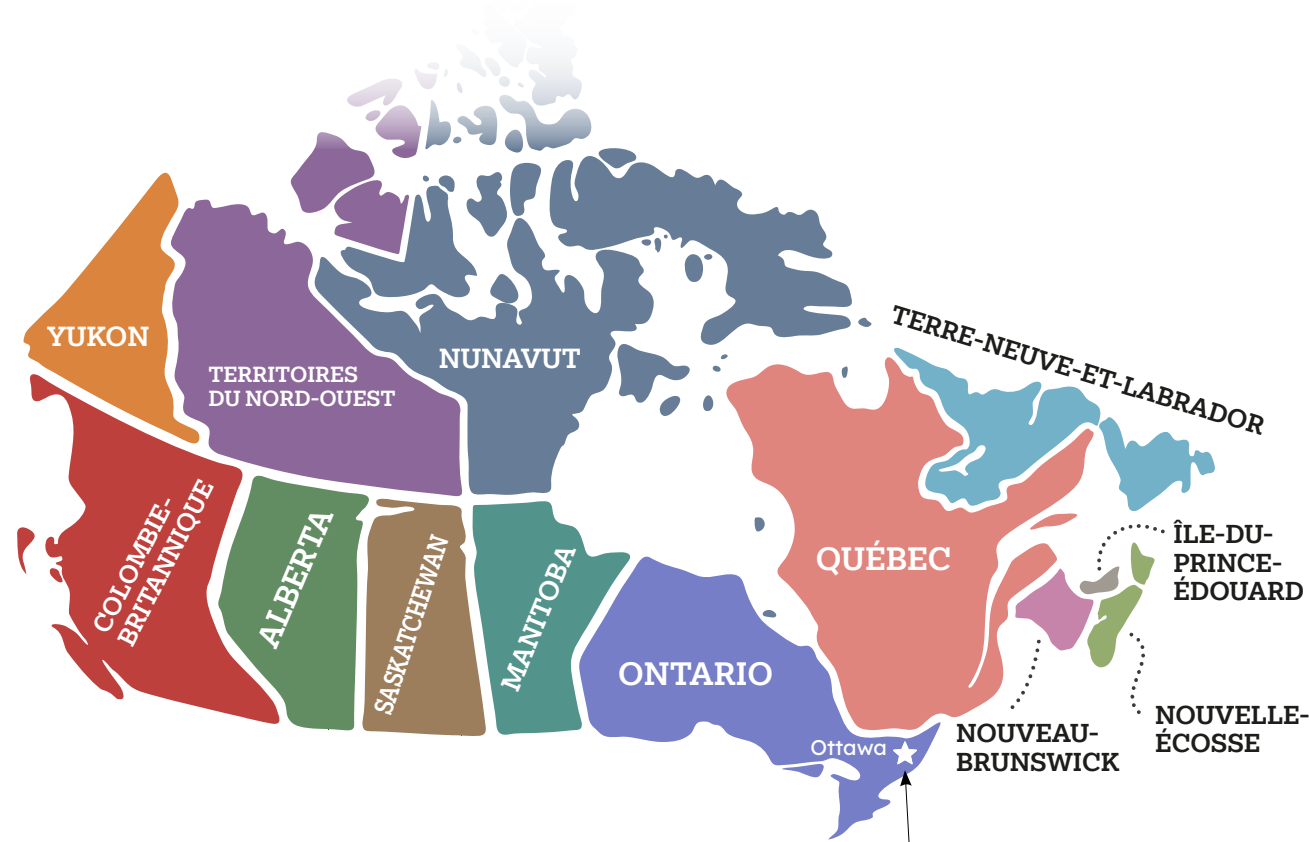 TERRE-NEUVE-ET-LABRADOR
YUKON
NUNAVUT
TERRITOIRES
DU NORD-OUEST
COLOMBIE-
BRITANNIQUE
ALBERTA
SASKATCHEWAN
MANITOBA
ONTARIO
QUÉBEC
ÎLE-DU-
PRINCE-
ÉDOUARD
NOUVELLE-
ÉCOSSE
NOUVEAU-
BRUNSWICK
Ottawa